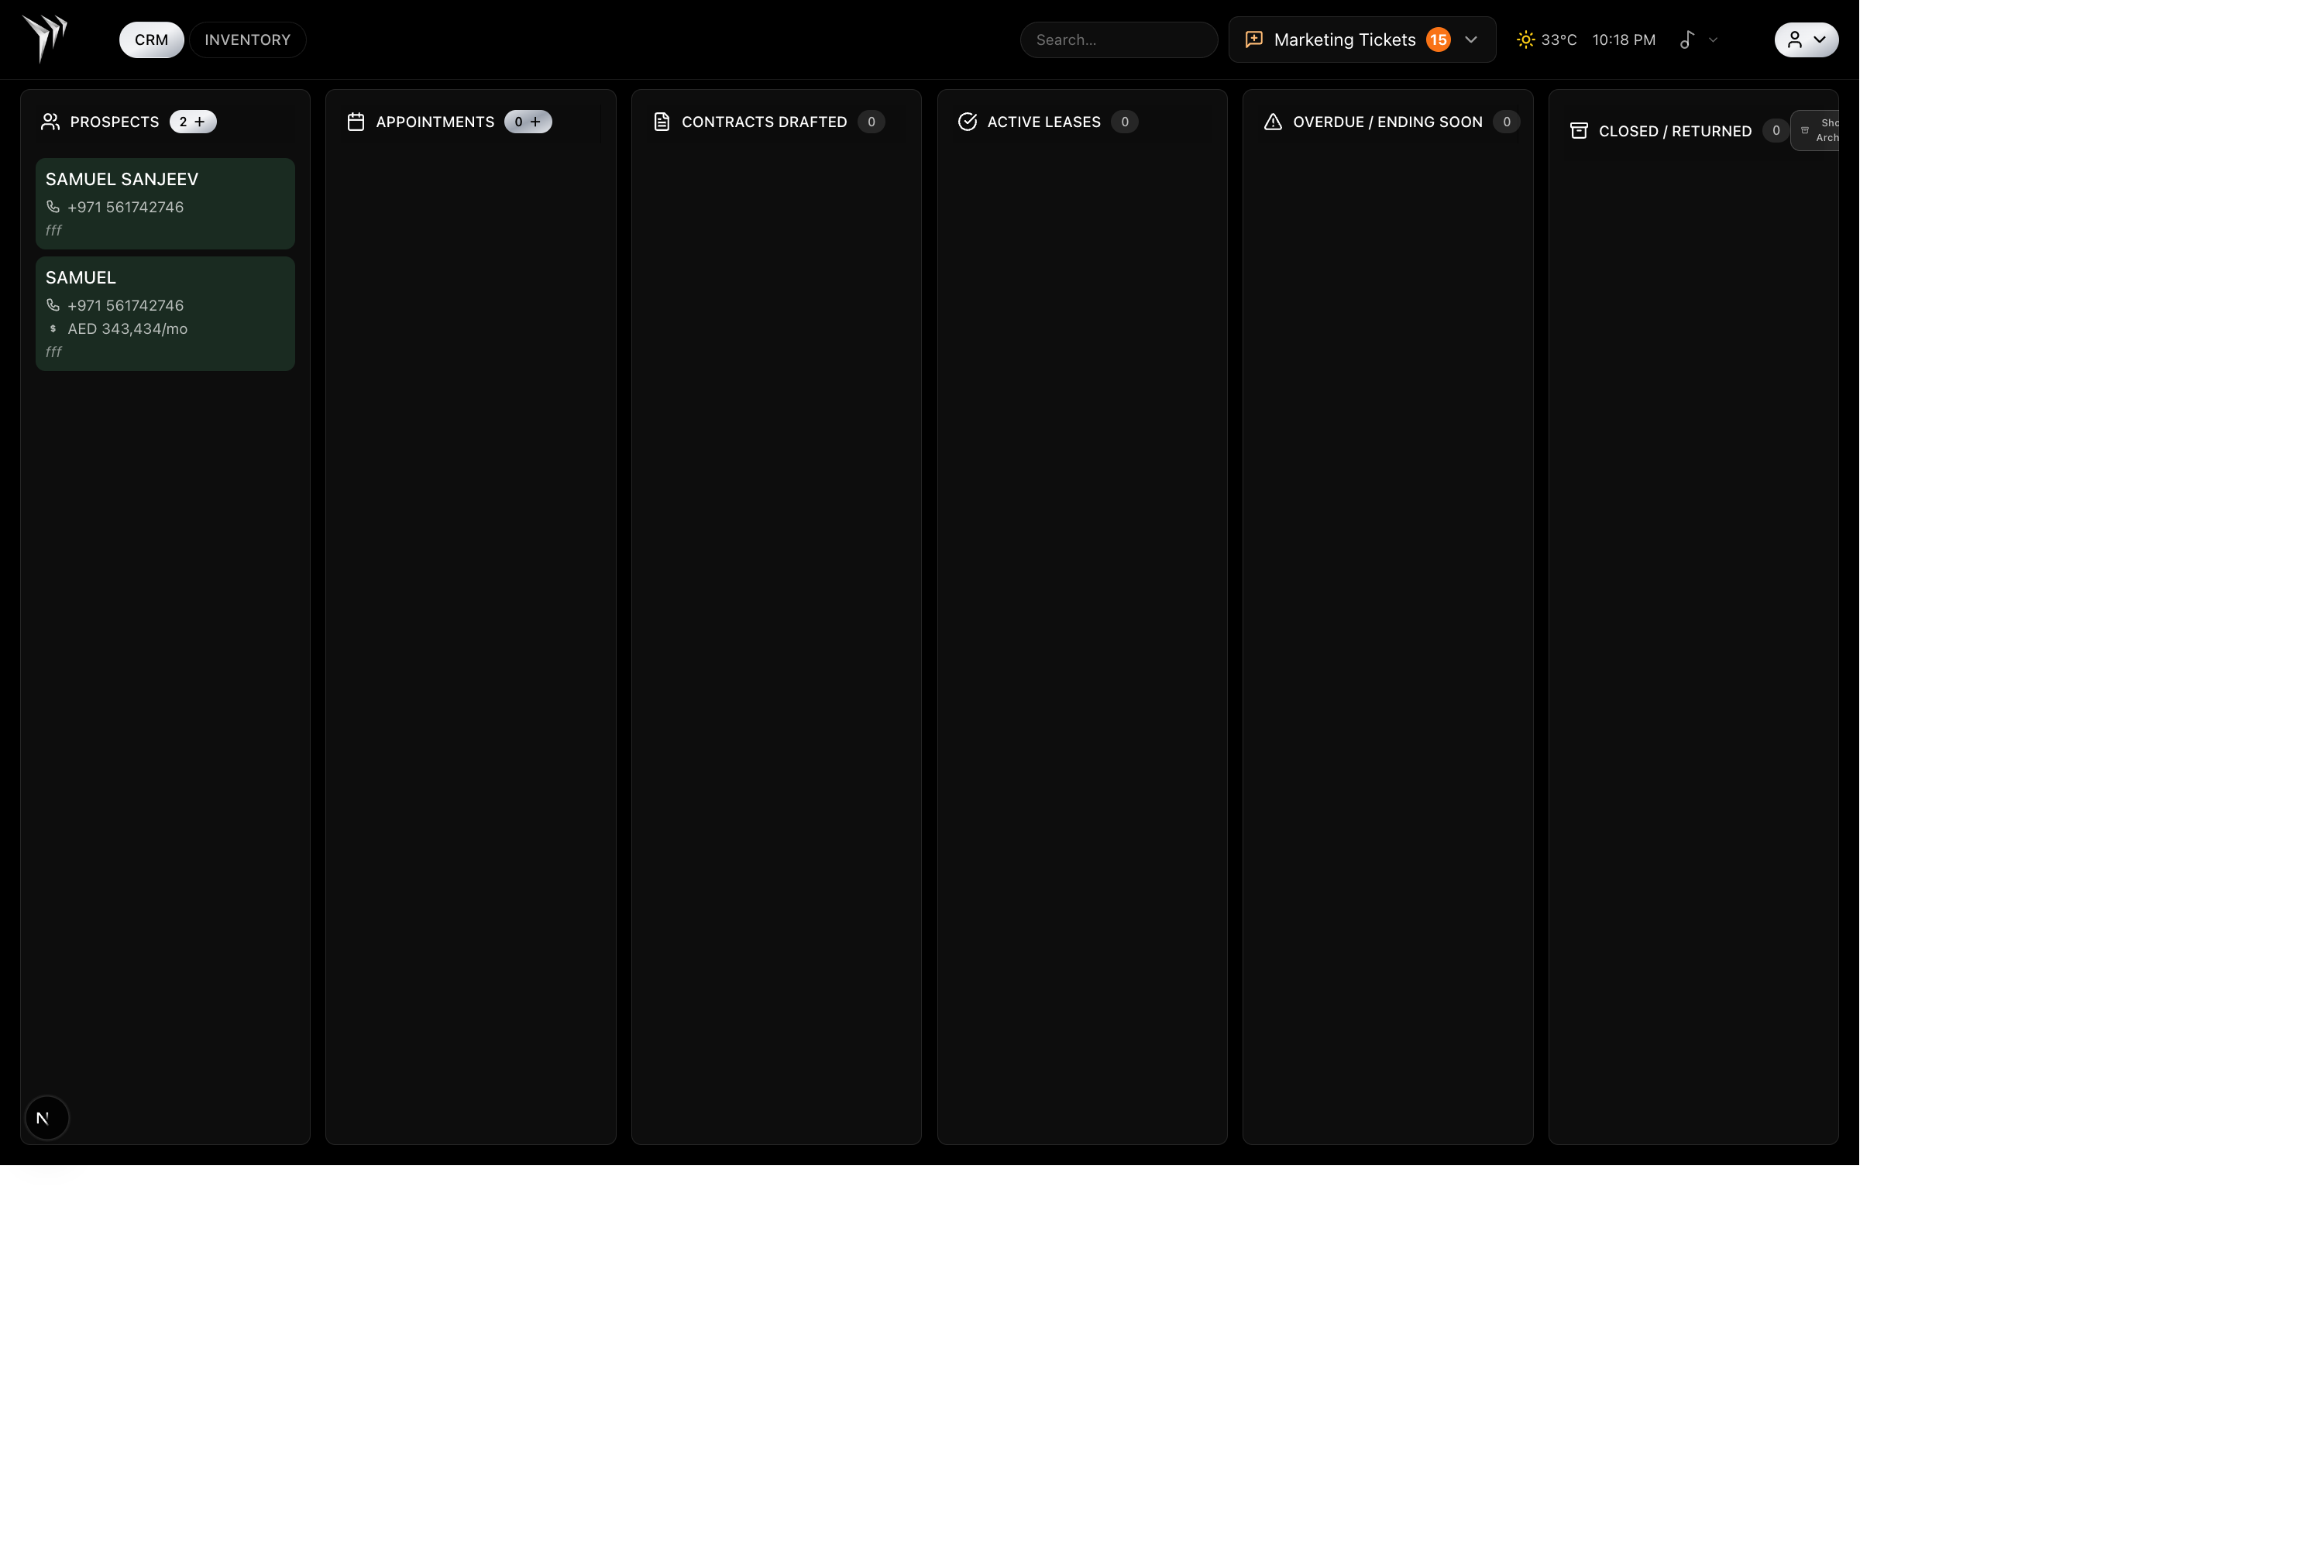 CRM
INVENTORY
Search...
Marketing Tickets 15
33°C
10:18 PM
PROSPECTS 2 +
SAMUEL SANJEEV
+971 561742746
fff
SAMUEL
+971 561742746
$ AED 343,434/mo
fff
APPOINTMENTS 0 +
CONTRACTS DRAFTED 0
ACTIVE LEASES 0
OVERDUE / ENDING SOON 0
CLOSED / RETURNED 0
Sho
Arch
N